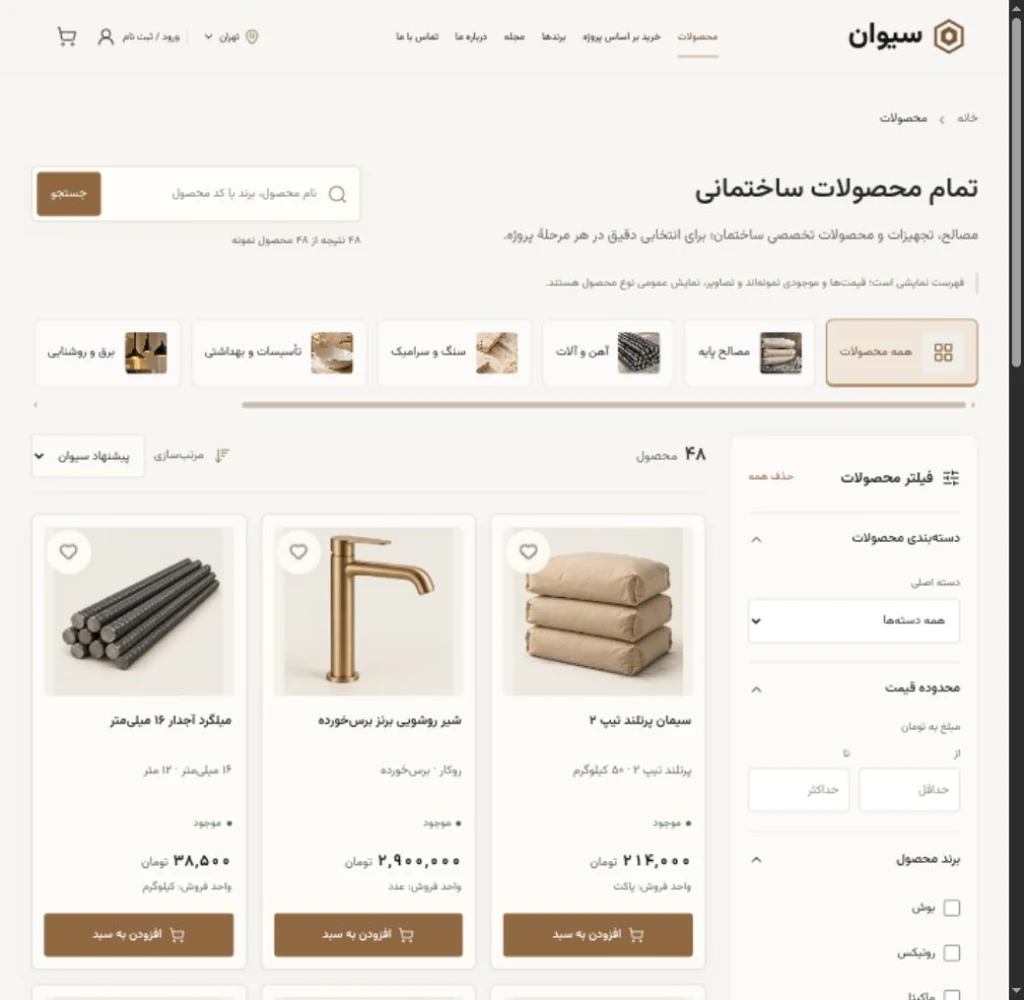 سیوان
محصولات
خرید بر اساس پروژه
برندها
مجله
درباره ما
تماس با ما
تهران
ورود / ثبت نام
خانه › محصولات
تمام محصولات ساختمانی
مصالح، تجهیزات و محصولات تخصصی ساختمان؛ برای انتخابی دقیق در هر مرحلهٔ پروژه.
نام محصول، برند یا کد محصول
جستجو
۴۸ نتیجه از ۴۸ محصول نمونه
فهرست نمایشی است؛ قیمت‌ها و موجودی نمونه‌اند و تصاویر، نمایش عمومی نوع محصول هستند.
همه محصولات
مصالح پایه
آهن و آلات
سنگ و سرامیک
تأسیسات و بهداشتی
برق و روشنایی
فیلتر محصولات
حذف همه
دسته‌بندی محصولات
دسته اصلی
همه دسته‌ها
محدوده قیمت
مبلغ به تومان
از
تا
حداقل
حداکثر
برند محصول
بوش
رونیکس
ماکیتا
۴۸ محصول
مرتب‌سازی
پیشنهاد سیوان
سیمان پرتلند تیپ ۲
پرتلند تیپ ۲ · ۵۰ کیلوگرم
موجود
۲۱۴,۰۰۰ تومان
واحد فروش: پاکت
افزودن به سبد
شیر روشویی برنز برس‌خورده
روکار · برس‌خورده
موجود
۲,۹۰۰,۰۰۰ تومان
واحد فروش: عدد
افزودن به سبد
میلگرد آجدار ۱۶ میلی‌متر
۱۶ میلی‌متر · ۱۲ متر
موجود
۳۸,۵۰۰ تومان
واحد فروش: کیلوگرم
افزودن به سبد